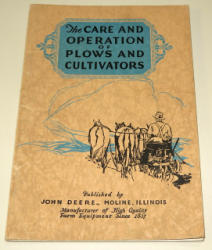 The CARE AND
OPERATION
OF
PLOWS AND
CULTIVATORS
Published by
JOHN DEERE, MOLINE, ILLINOIS
Manufacturer of High Quality
Farm Equipment Since 1837